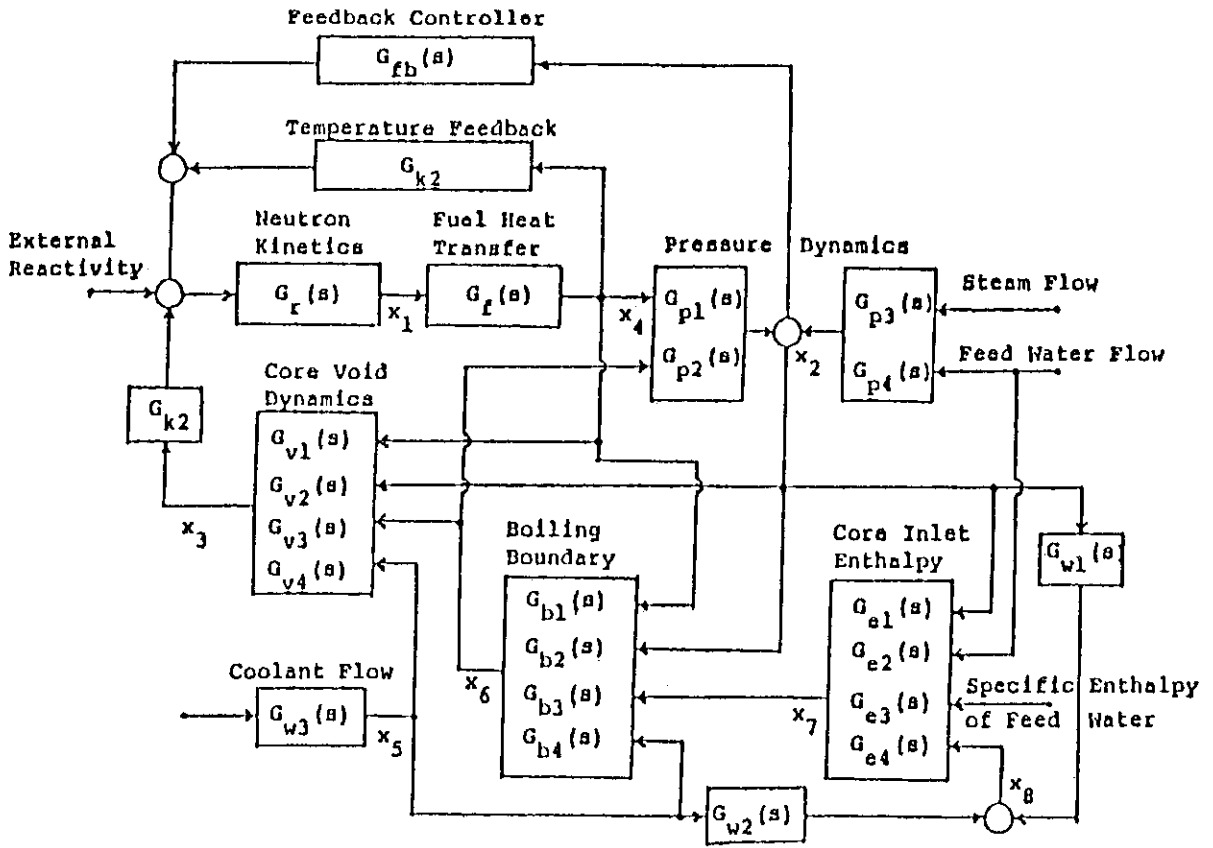 Feedback Controller
G_fb(s)
Temperature Feedback
G_k2
Neutron
Kinetics
Fuel Heat
Transfer
External
Reactivity
Pressure Dynamics
G_r(s)
x_1
G_f(s)
x_4
G_p1(s)
G_p2(s)
x_2
G_p3(s)
G_p4(s)
Steam Flow
Feed Water Flow
G_k2
Core Void
Dynamics
G_v1(s)
G_v2(s)
G_v3(s)
G_v4(s)
x_3
Boiling
Boundary
G_b1(s)
G_b2(s)
G_b3(s)
G_b4(s)
x_6
Core Inlet
Enthalpy
G_e1(s)
G_e2(s)
G_e3(s)
G_e4(s)
x_7
G_w1(s)
Specific Enthalpy
of Feed Water
Coolant Flow
G_w3(s)
x_5
G_w2(s)
x_8